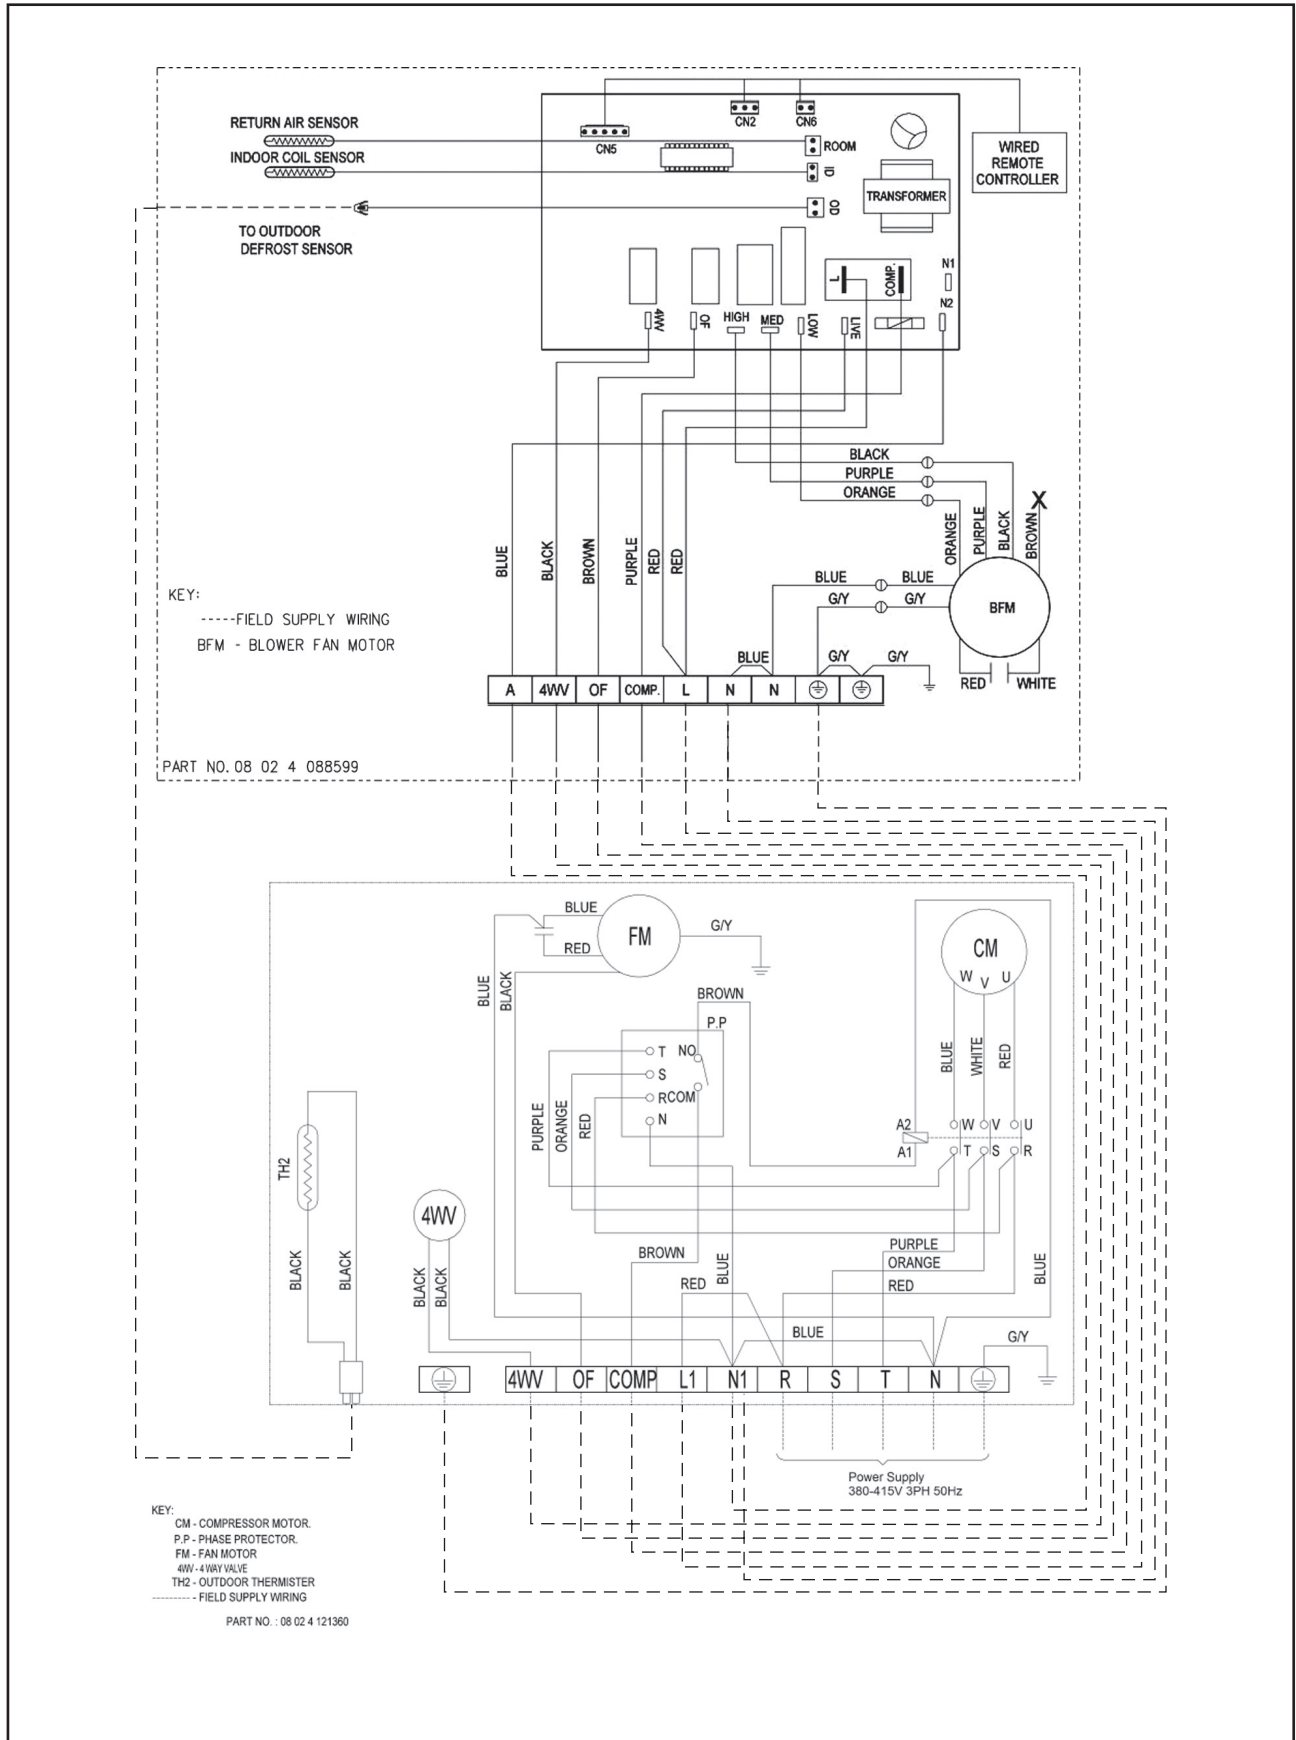 CN2
CN6
RETURN AIR SENSOR
CN5
ROOM
WIRED
REMOTE
CONTROLLER
INDOOR COIL SENSOR
ID
TRANSFORMER
OD
TO OUTDOOR
DEFROST SENSOR
L
COMP.
N1
N2
4WV
OF
HIGH
MED
LOW
LIVE
BLACK
PURPLE
ORANGE
X
BLUE
BLACK
BROWN
PURPLE
RED
RED
ORANGE
PURPLE
BLACK
BROWN
BLUE
BLUE
G/Y
G/Y
BFM
KEY:
-----FIELD SUPPLY WIRING
BFM - BLOWER FAN MOTOR
BLUE
G/Y
G/Y
RED
WHITE
A
4WV
OF
COMP.
L
N
N
PART NO. 08 02 4 088599
BLUE
RED
FM
G/Y
CM
W
V
U
BLUE
BLACK
BROWN
P.P
T
NO
S
R
COM
N
BLUE
WHITE
RED
PURPLE
ORANGE
RED
A2
A1
W
V
U
T
S
R
TH2
4WV
BLACK
BLACK
BLACK
BLACK
BROWN
BLUE
RED
PURPLE
ORANGE
RED
BLUE
BLUE
G/Y
4WV
OF
COMP
L1
N1
R
S
T
N
Power Supply
380-415V 3PH 50Hz
KEY:
CM - COMPRESSOR MOTOR.
P.P - PHASE PROTECTOR.
FM - FAN MOTOR
4WV - 4 WAY VALVE
TH2 - OUTDOOR THERMISTER
---------- - FIELD SUPPLY WIRING
PART NO. : 08 02 4 121360